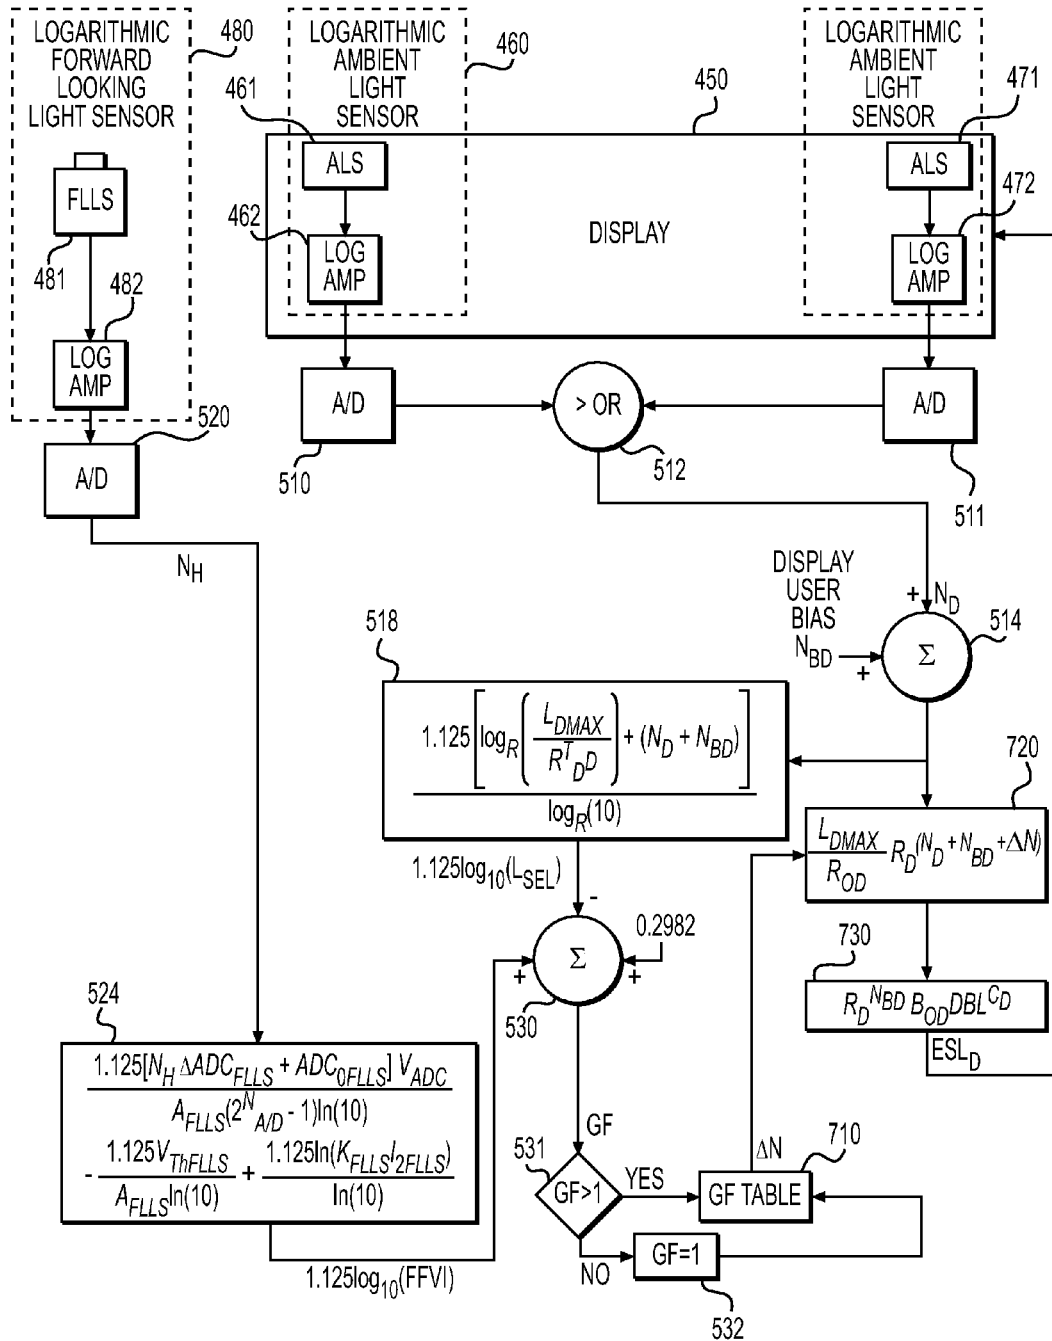 LOGARITHMIC
FORWARD
LOOKING
LIGHT SENSOR
480
FLLS
481
482
LOG
AMP
520
A/D
N_H
LOGARITHMIC
AMBIENT
LIGHT
SENSOR
460
461
ALS
462
LOG
AMP
450
DISPLAY
LOGARITHMIC
AMBIENT
LIGHT
SENSOR
471
ALS
472
LOG
AMP
A/D
510
> OR
512
A/D
511
DISPLAY
USER
BIAS
N_BD
+
+ N_D
Σ
514
518
1.125 [ log_R ( L_DMAX / R^T_D D ) + (N_D + N_BD) ]
log_R(10)
1.125log_10(L_SEL)
-
720
L_DMAX / R_OD R_D (N_D + N_BD + ΔN)
730
R_D^N_BD B_OD DBL^C_D
ESL_D
0.2982
+
Σ
+
530
524
1.125[N_H ΔADC_FLLS + ADC_0FLLS] V_ADC
A_FLLS(2^N_A/D - 1)ln(10)
- 1.125V_ThFLLS / A_FLLS ln(10) + 1.125ln(K_FLLS I_2FLLS) / ln(10)
1.125log_10(FFVI)
GF
531
GF>1
YES
NO
ΔN
710
GF TABLE
GF=1
532